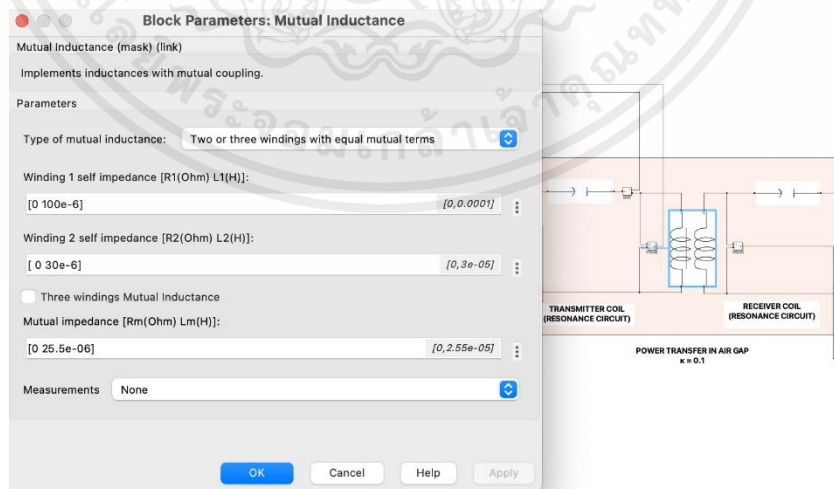 Block Parameters: Mutual Inductance
Mutual Inductance (mask) (link)
Implements inductances with mutual coupling.
Parameters
Type of mutual inductance: Two or three windings with equal mutual terms
Winding 1 self impedance [R1(Ohm) L1(H)]:
[0 100e-6] [0,0.0001]
Winding 2 self impedance [R2(Ohm) L2(H)]:
[ 0 30e-6] [0,3e-05]
Three windings Mutual Inductance
Mutual impedance [Rm(Ohm) Lm(H)]:
[0 25.5e-06] [0,2.55e-05]
Measurements None
OK Cancel Help Apply
TRANSMITTER COIL
(RESONANCE CIRCUIT)
RECEIVER COIL
(RESONANCE CIRCUIT)
POWER TRANSFER IN AIR GAP
κ = 0.1